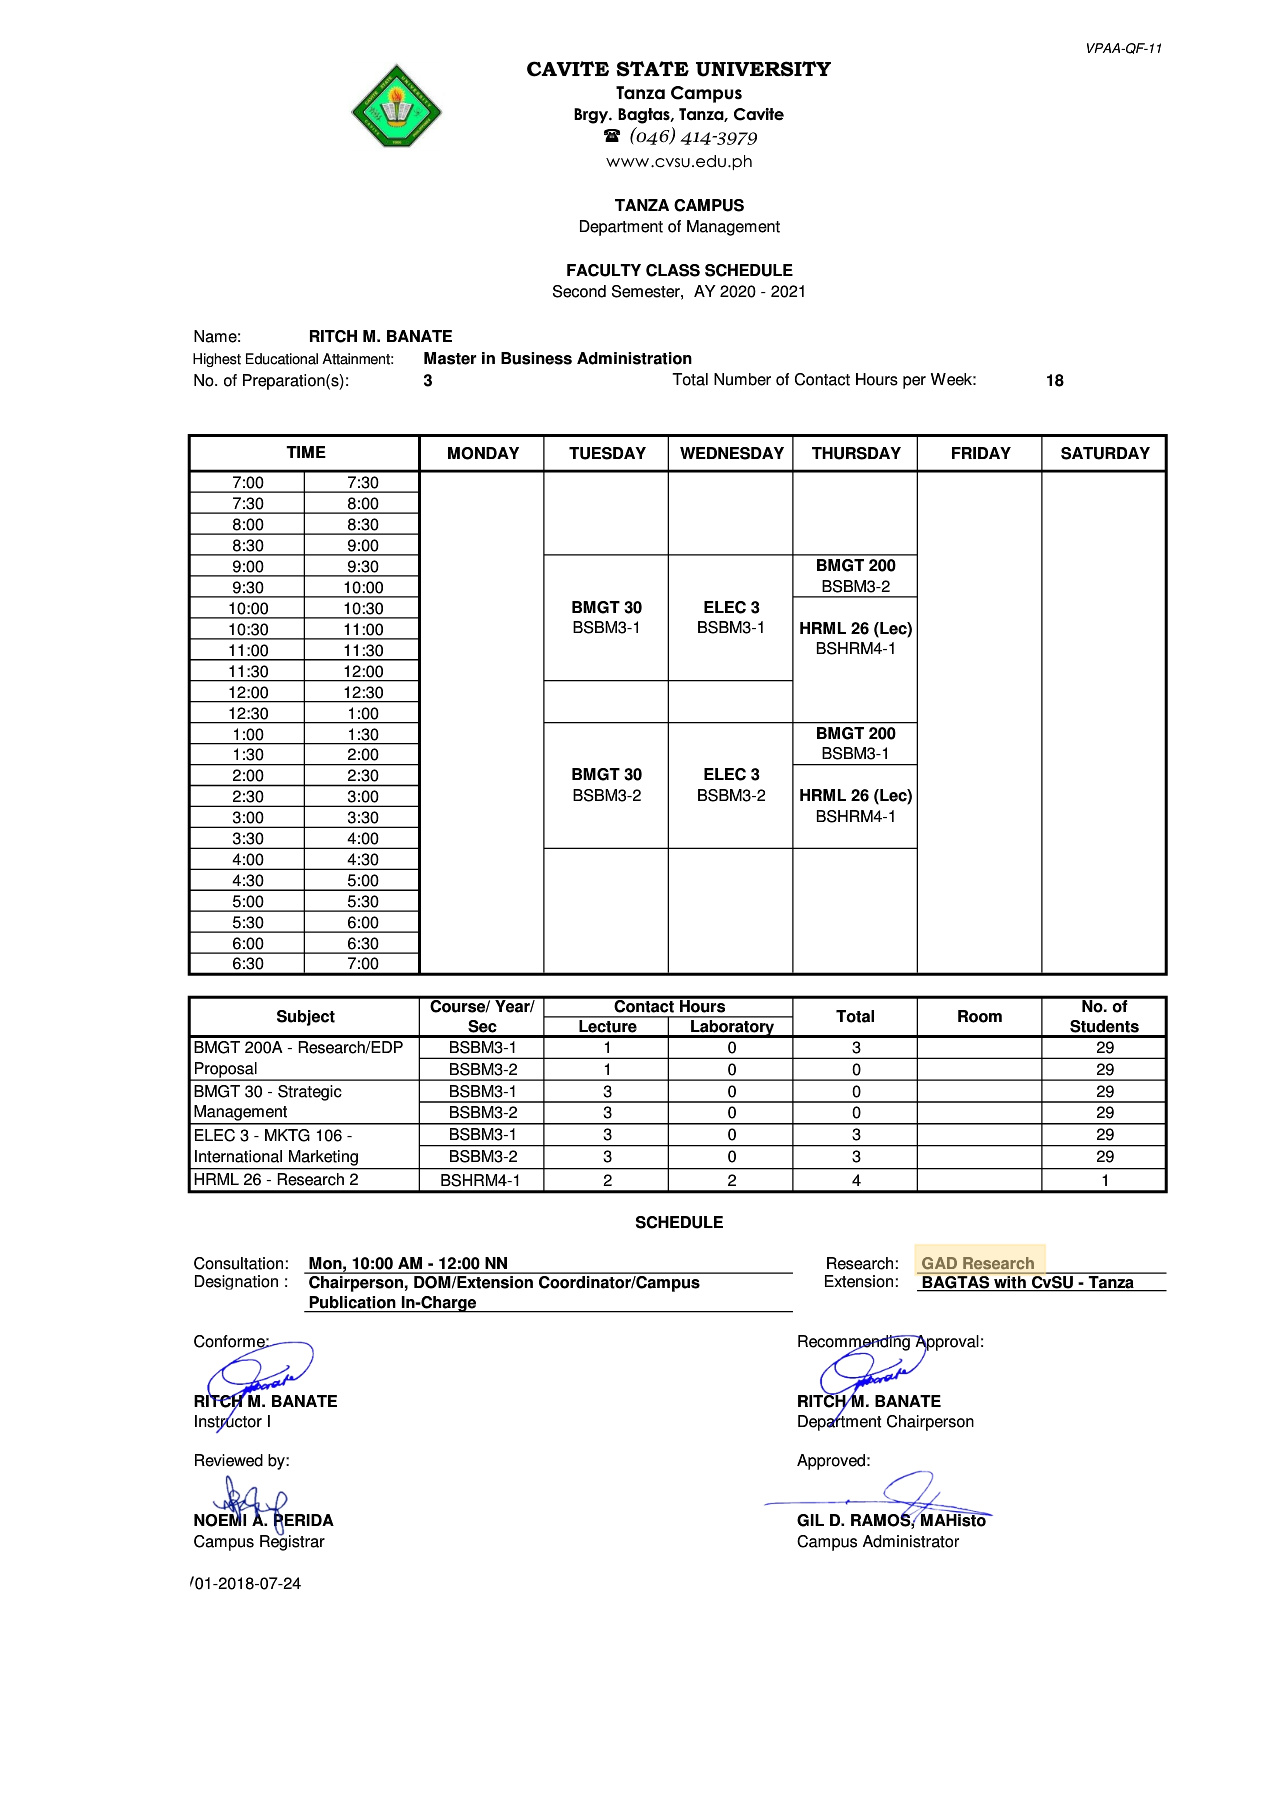 VPAA-QF-11
CAVITE STATE UNIVERSITY
Tanza Campus
Brgy. Bagtas, Tanza, Cavite
☎ (046) 414-3979
www.cvsu.edu.ph
TANZA CAMPUS
Department of Management
FACULTY CLASS SCHEDULE
Second Semester, AY 2020 - 2021
Name: RITCH M. BANATE
Highest Educational Attainment: Master in Business Administration
No. of Preparation(s): 3 Total Number of Contact Hours per Week: 18
TIME MONDAY TUESDAY WEDNESDAY THURSDAY FRIDAY SATURDAY
7:00 7:30
7:30 8:00
8:00 8:30
8:30 9:00
9:00 9:30 BMGT 200
9:30 10:00 BSBM3-2
10:00 10:30 BMGT 30 ELEC 3
10:30 11:00 BSBM3-1 BSBM3-1 HRML 26 (Lec)
11:00 11:30 BSHRM4-1
11:30 12:00
12:00 12:30
12:30 1:00
1:00 1:30 BMGT 200
1:30 2:00 BSBM3-1
2:00 2:30 BMGT 30 ELEC 3
2:30 3:00 BSBM3-2 BSBM3-2 HRML 26 (Lec)
3:00 3:30 BSHRM4-1
3:30 4:00
4:00 4:30
4:30 5:00
5:00 5:30
5:30 6:00
6:00 6:30
6:30 7:00
Subject Course/ Year/ Sec Contact Hours Total Room No. of Students
Lecture Laboratory
BMGT 200A - Research/EDP BSBM3-1 1 0 3 29
Proposal BSBM3-2 1 0 0 29
BMGT 30 - Strategic BSBM3-1 3 0 0 29
Management BSBM3-2 3 0 0 29
ELEC 3 - MKTG 106 - BSBM3-1 3 0 3 29
International Marketing BSBM3-2 3 0 3 29
HRML 26 - Research 2 BSHRM4-1 2 2 4 1
SCHEDULE
Consultation: Mon, 10:00 AM - 12:00 NN Research: GAD Research
Designation : Chairperson, DOM/Extension Coordinator/Campus Extension: BAGTAS with CvSU - Tanza
Publication In-Charge
Conforme: Recommending Approval:
RITCH M. BANATE RITCH M. BANATE
Instructor I Department Chairperson
Reviewed by: Approved:
NOEMI A. PERIDA GIL D. RAMOS, MAHisto
Campus Registrar Campus Administrator
/01-2018-07-24